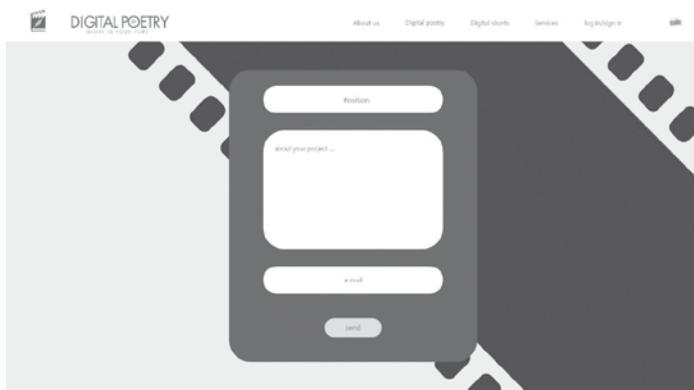 DIGITAL POETRY
About us
Digital poetry
Digital shorts
Services
log in/sign in
Position
about your project ...
e-mail
send